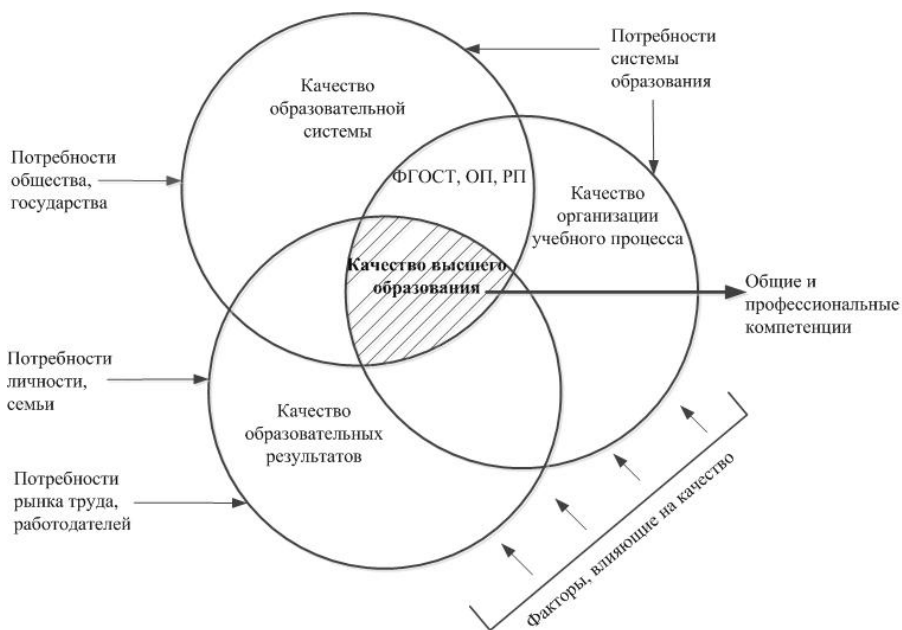 Потребности
системы
образования
Качество
образовательной
системы
Потребности
общества,
государства
ФГОСТ, ОП, РП
Качество
организации
учебного процесса
Качество высшего
образования
Общие и
профессиональные
компетенции
Потребности
личности,
семьи
Качество
образовательных
результатов
Потребности
рынка труда,
работодателей
Факторы, влияющие на качество